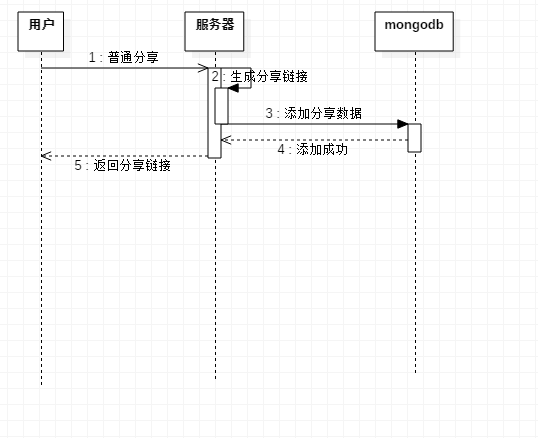 用户
服务器
mongodb
1 : 普通分享
2 : 生成分享链接
3 : 添加分享数据
4 : 添加成功
5 : 返回分享链接